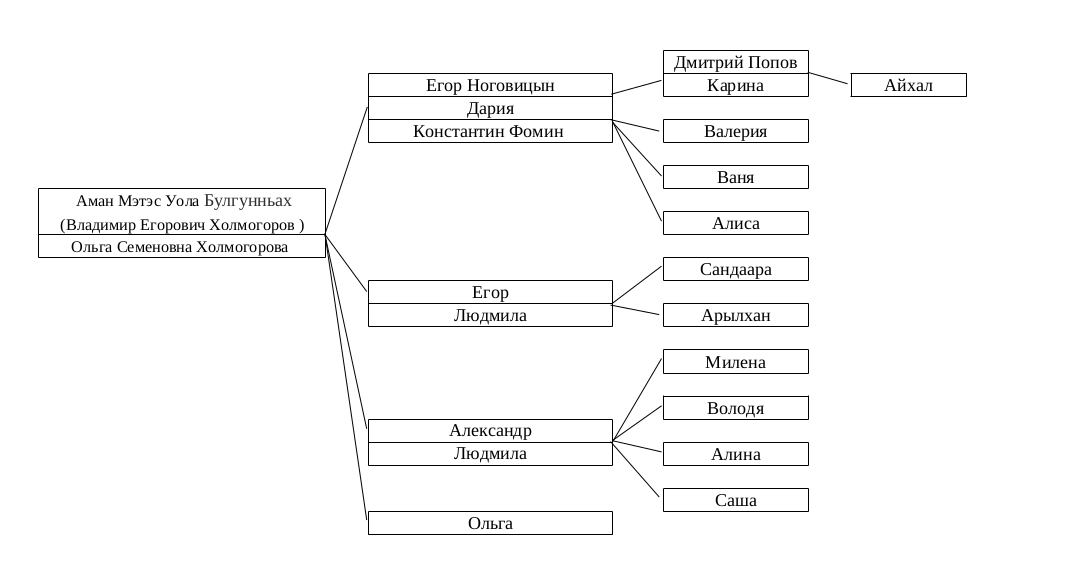 Аман Мэтэс Уола Булгунньах
(Владимир Егорович Холмогоров )
Ольга Семеновна Холмогорова
Егор Ноговицын
Дария
Константин Фомин
Егор
Людмила
Александр
Людмила
Ольга
Дмитрий Попов
Карина
Валерия
Ваня
Алиса
Сандаара
Арылхан
Милена
Володя
Алина
Саша
Айхал